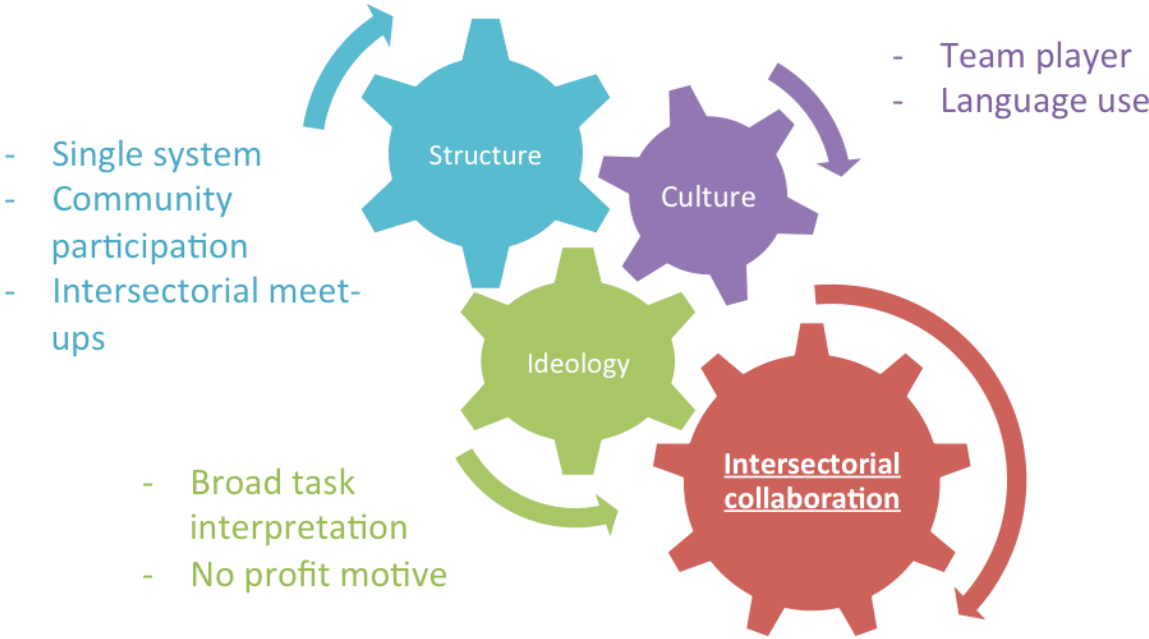 - Team player
- Language use
Structure
Culture
- Single system
- Community
participation
- Intersectorial meet-
ups
Ideology
Intersectorial
collaboration
- Broad task
interpretation
- No profit motive